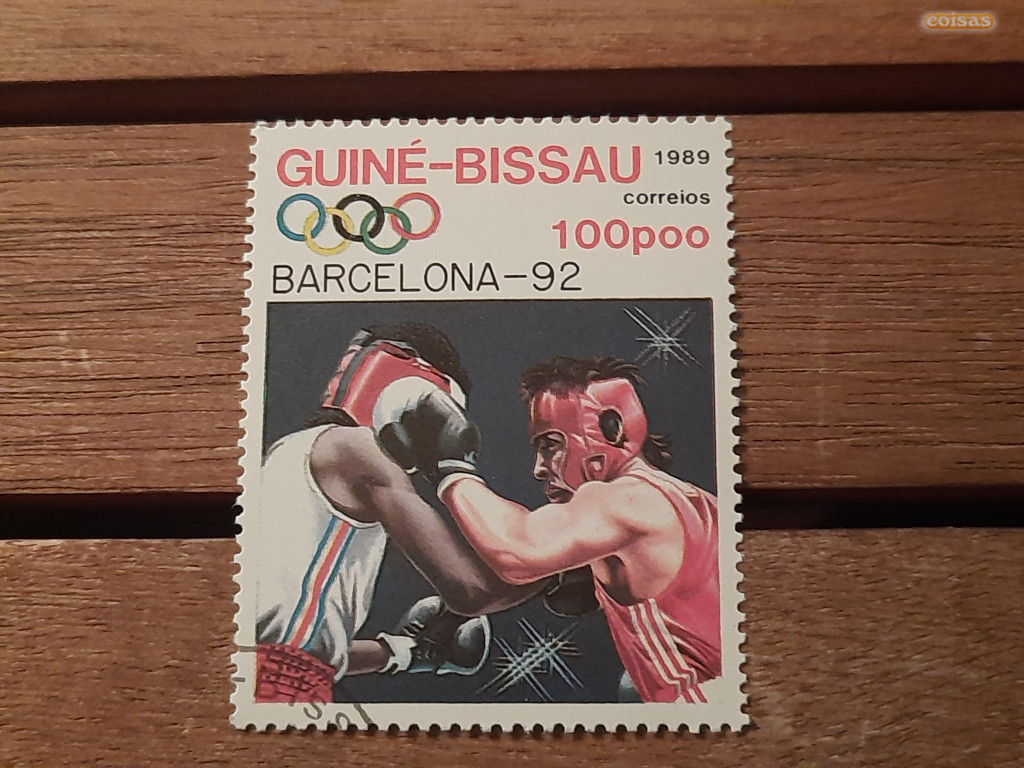 coisas
GUINÉ-BISSAU 1989
correios
100poo
BARCELONA-92